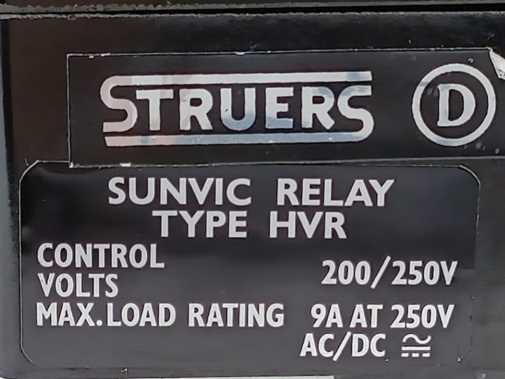 STRUERS D
SUNVIC RELAY
TYPE HVR
CONTROL
VOLTS 200/250V
MAX. LOAD RATING 9A AT 250V
AC/DC ⎓